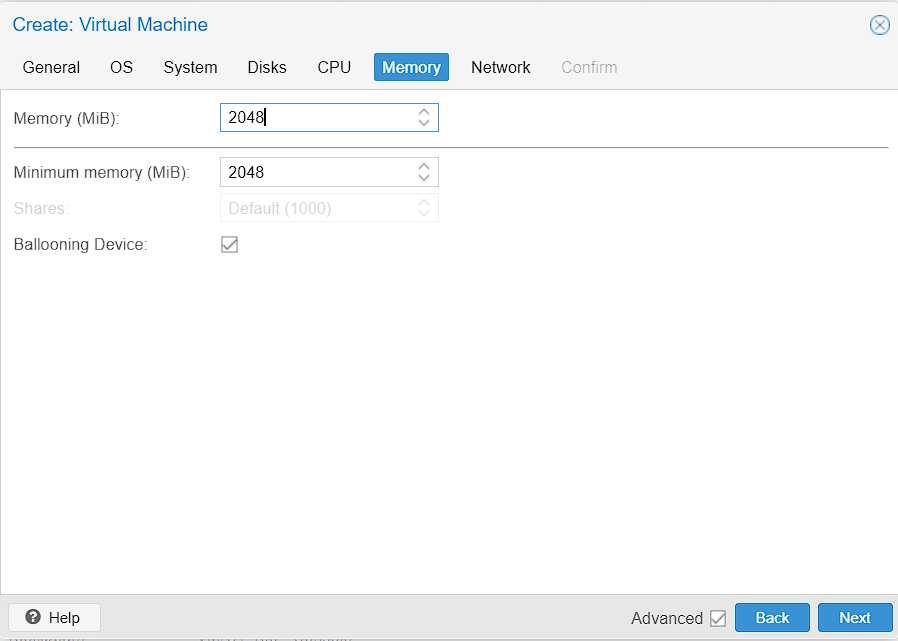 Create: Virtual Machine
General OS System Disks CPU Memory Network Confirm
Memory (MiB): 2048
Minimum memory (MiB): 2048
Shares: Default (1000)
Ballooning Device:
Help Advanced Back Next